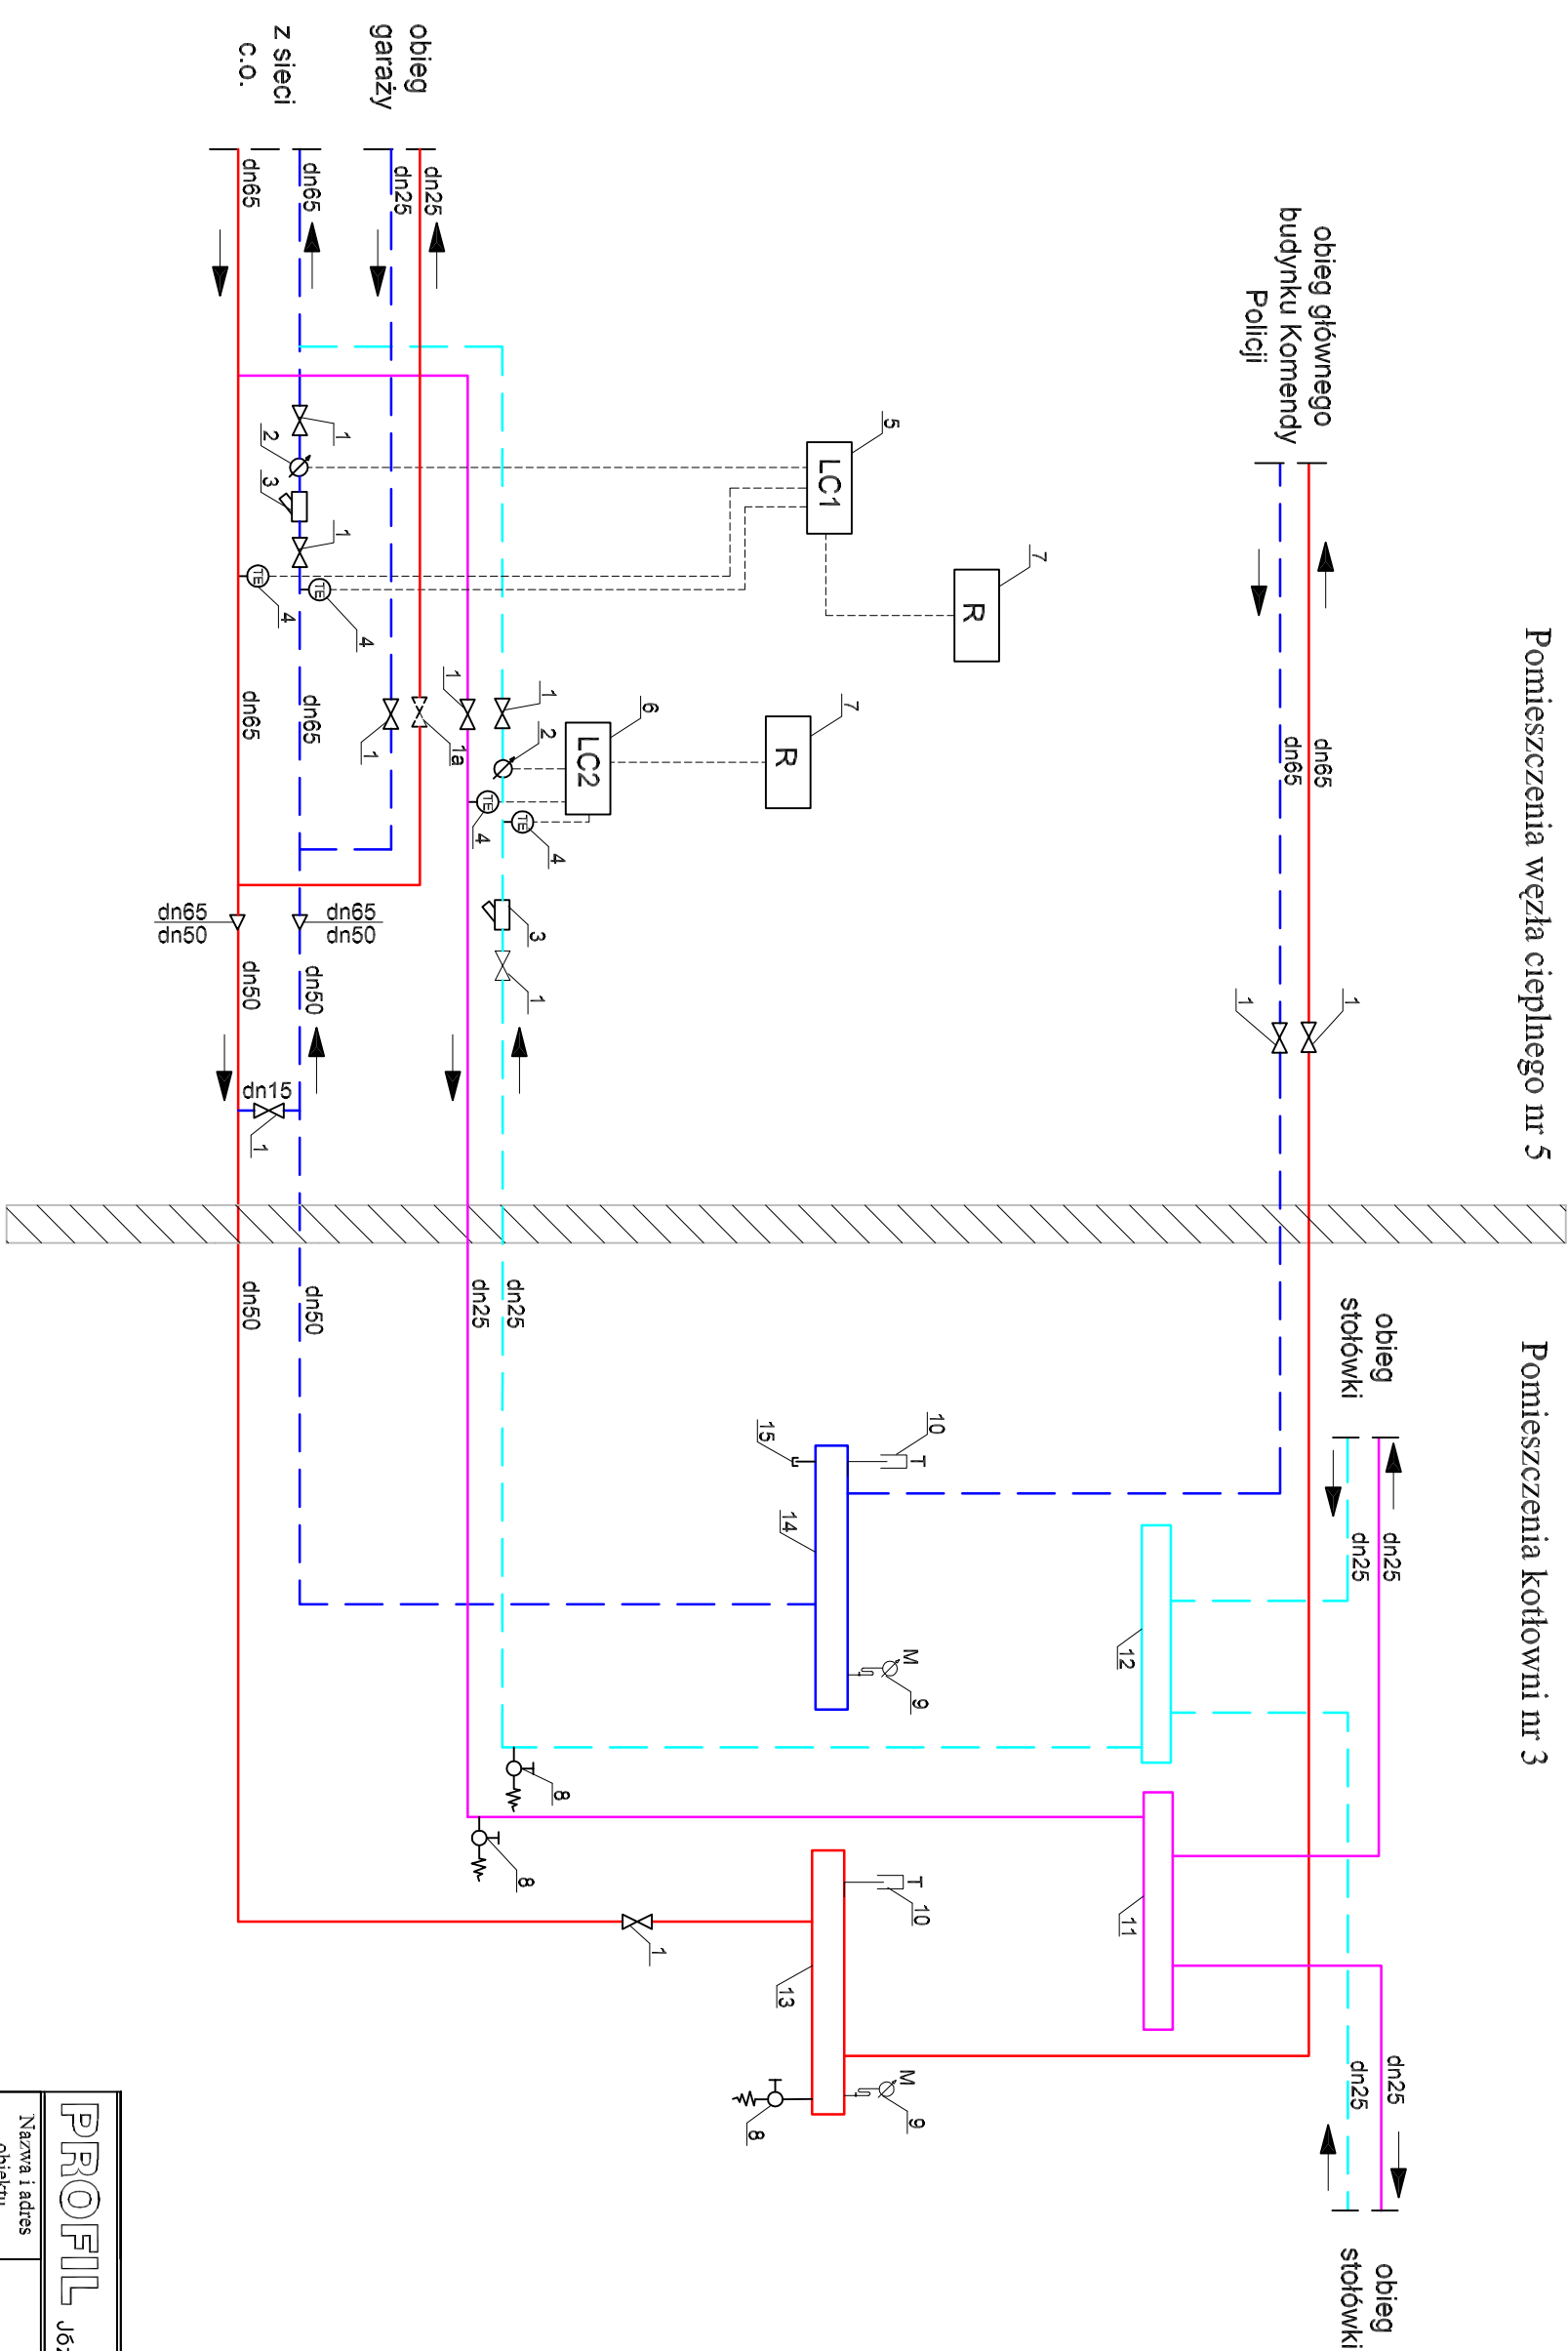 Pomieszczenia węzła cieplnego nr 5
Pomieszczenia kotłowni nr 3
obieg głównego
budynku Komendy
Policji
dn65
dn65
1
1
obieg
stołówki
dn25
dn25
obieg
stołówki
dn25
dn25
7
R
5
LC1
7
R
6
LC2
obieg
garaży
dn25
dn25
z sieci
c.o.
dn65
dn65
1
2
3
1
TE
4
TE
4
dn65
dn65
1
1a
1
1
2
TE
4
TE
4
3
1
dn65
dn50
dn65
dn50
dn50
dn50
dn15
1
dn50
dn50
dn25
dn25
10
T
15
14
M
9
12
11
8
8
1
T
10
13
M
9
8
PROFIL
Nazwa i adres